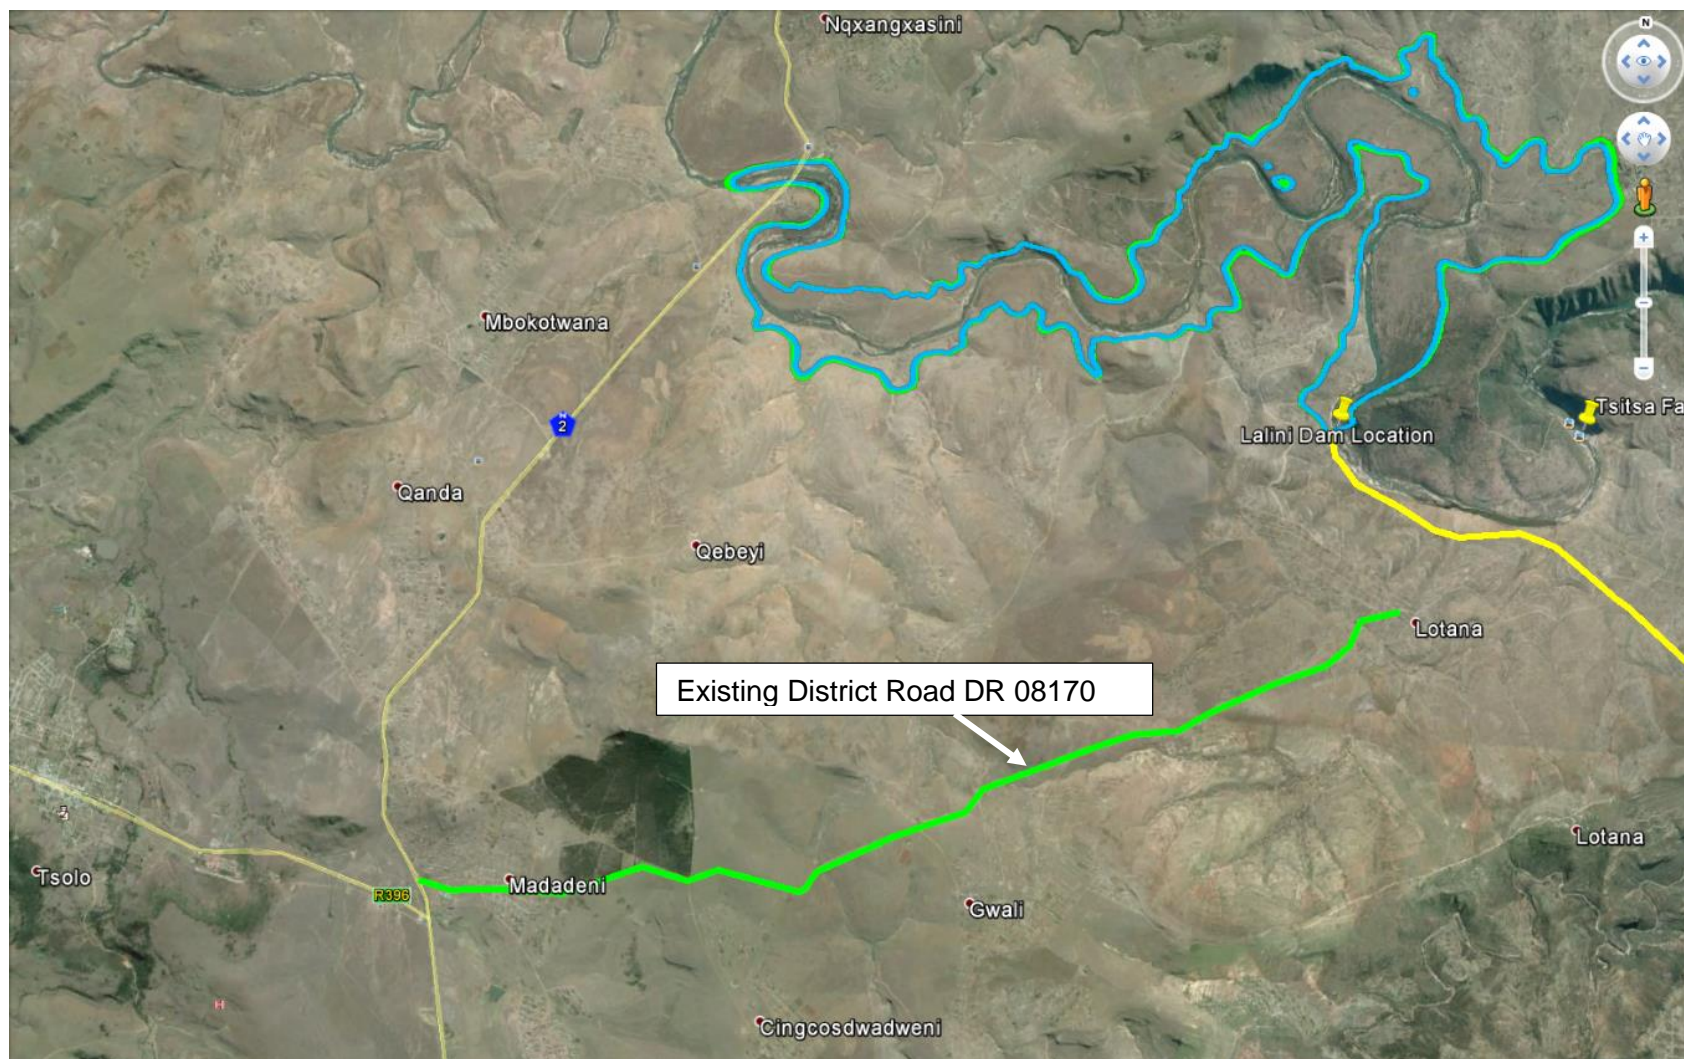 Nqxangxasini
N
Mbokotwana
N
2
Tsitsa Fa
Lalini Dam Location
Qanda
Qebeyi
Lotana
Existing District Road DR 08170
Lotana
Tsolo
R396
Madadeni
Gwali
H
Cingcosdwadweni